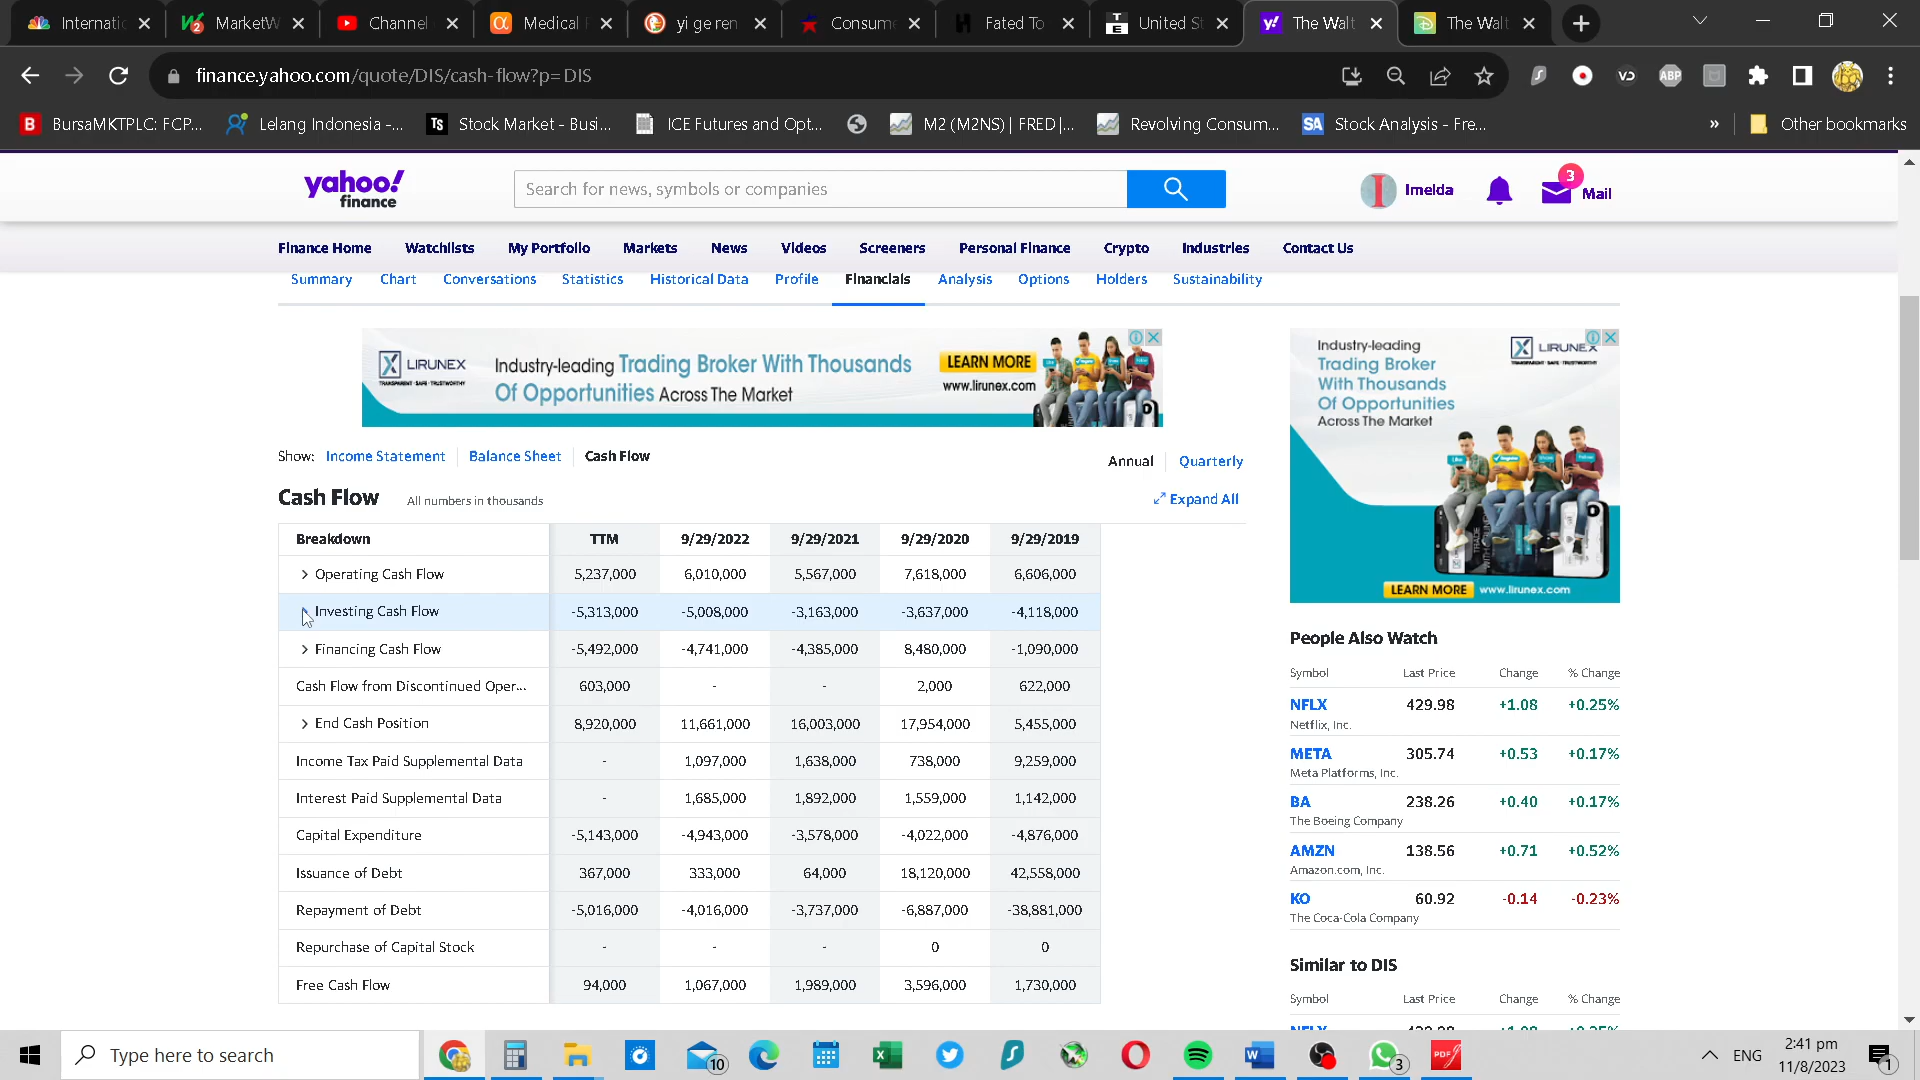 Internatic
MarketW
Channel
Medical
yi ge ren
Consume
Fated To
United St
The Walt
The Walt
finance.yahoo.com/quote/DIS/cash-flow?p=DIS
BursaMKTPLC: FCP...
Lelang Indonesia -...
Stock Market - Busi...
ICE Futures and Opt...
M2 (M2NS) | FRED |...
Revolving Consum...
Stock Analysis - Fre...
»
Other bookmarks
yahoo!
finance
Search for news, symbols or companies
Imelda
3
Mail
Finance Home Watchlists My Portfolio Markets News Videos Screeners Personal Finance Crypto Industries Contact Us
Summary Chart Conversations Statistics Historical Data Profile Financials Analysis Options Holders Sustainability
LIRUNEX
TRANSPARENT · SAFE · TRUSTWORTHY
Industry-leading Trading Broker With Thousands
Of Opportunities Across The Market
LEARN MORE
www.lirunex.com
Show: Income Statement Balance Sheet Cash Flow
Annual Quarterly
Cash Flow All numbers in thousands
Expand All
Breakdown TTM 9/29/2022 9/29/2021 9/29/2020 9/29/2019
Operating Cash Flow 5,237,000 6,010,000 5,567,000 7,618,000 6,606,000
Investing Cash Flow -5,313,000 -5,008,000 -3,163,000 -3,637,000 -4,118,000
Financing Cash Flow -5,492,000 -4,741,000 -4,385,000 8,480,000 -1,090,000
Cash Flow from Discontinued Oper... 603,000 - - 2,000 622,000
End Cash Position 8,920,000 11,661,000 16,003,000 17,954,000 5,455,000
Income Tax Paid Supplemental Data - 1,097,000 1,638,000 738,000 9,259,000
Interest Paid Supplemental Data - 1,685,000 1,892,000 1,559,000 1,142,000
Capital Expenditure -5,143,000 -4,943,000 -3,578,000 -4,022,000 -4,876,000
Issuance of Debt 367,000 333,000 64,000 18,120,000 42,558,000
Repayment of Debt -5,016,000 -4,016,000 -3,737,000 -6,887,000 -38,881,000
Repurchase of Capital Stock - - - 0 0
Free Cash Flow 94,000 1,067,000 1,989,000 3,596,000 1,730,000
Industry-leading
Trading Broker
With Thousands
Of Opportunities
Across The Market
LIRUNEX
TRANSPARENT · SAFE · TRUSTWORTHY
LEARN MORE www.lirunex.com
People Also Watch
Symbol Last Price Change % Change
NFLX 429.98 +1.08 +0.25%
Netflix, Inc.
META 305.74 +0.53 +0.17%
Meta Platforms, Inc.
BA 238.26 +0.40 +0.17%
The Boeing Company
AMZN 138.56 +0.71 +0.52%
Amazon.com, Inc.
KO 60.92 -0.14 -0.23%
The Coca-Cola Company
Similar to DIS
Symbol Last Price Change % Change
NFLX 429.98 +1.08 +0.25%
Type here to search
10
3
PDF
ENG
2:41 pm
11/8/2023
1